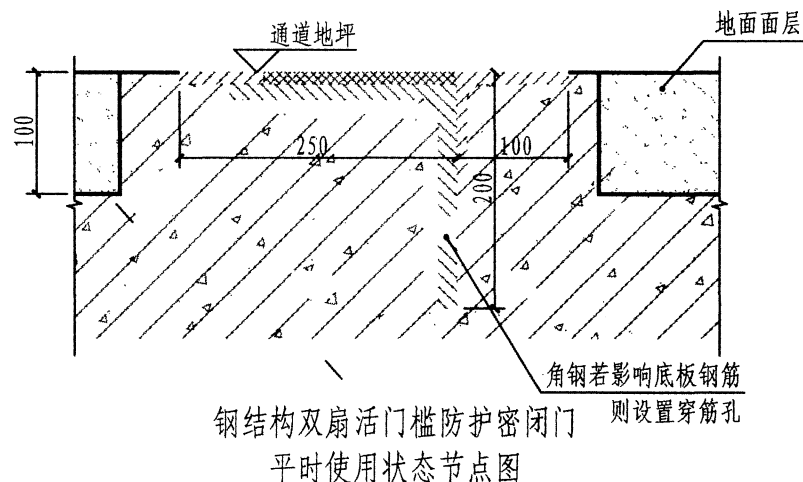 通道地坪
地面面层
100
250
100
200
角钢若影响底板钢筋
则设置穿筋孔
钢结构双扇活门槛防护密闭门
平时使用状态节点图